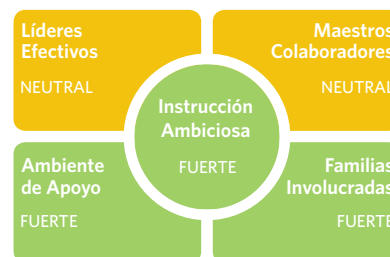 Líderes
Efectivos
NEUTRAL
Maestros
Colaboradores
NEUTRAL
Instrucción
Ambiciosa
FUERTE
Ambiente
de Apoyo
FUERTE
Familias
Involucradas
FUERTE